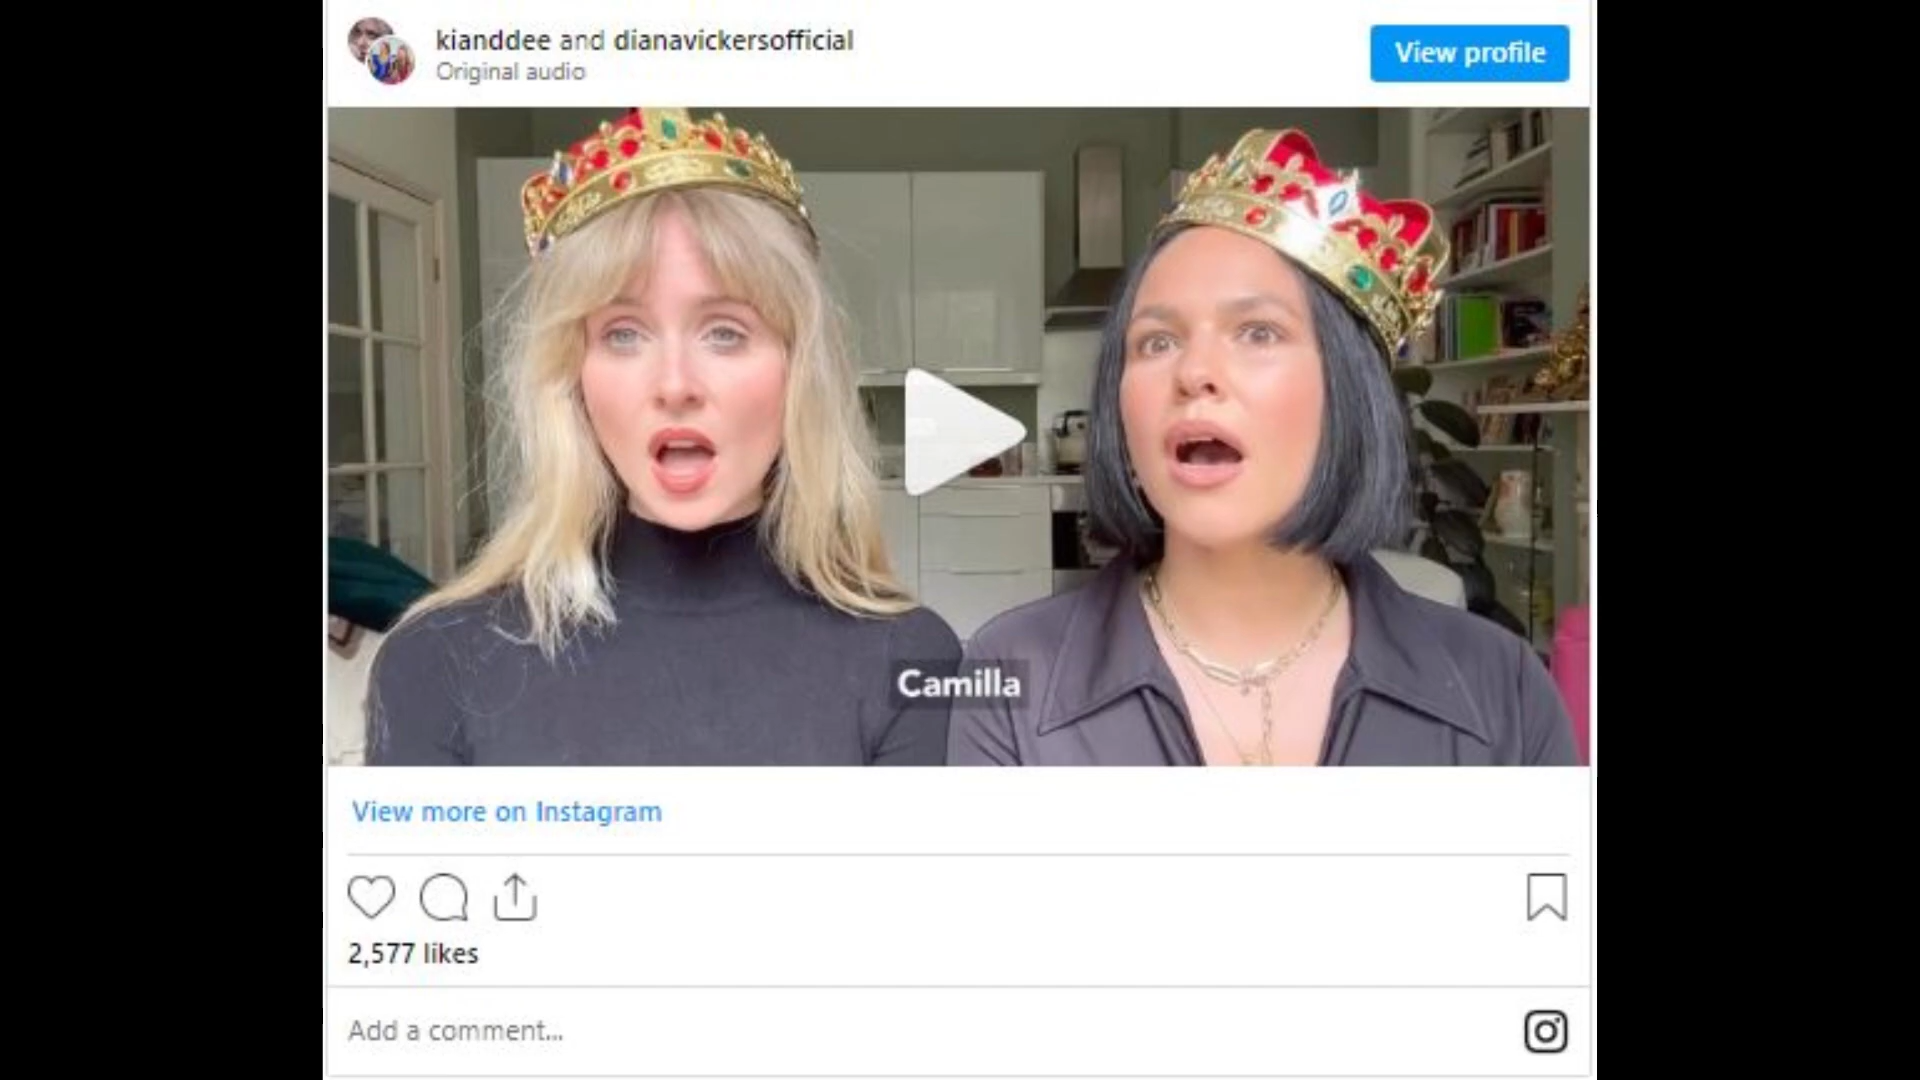 kianddee and dianavickersofficial
Original audio
View profile
Camilla
View more on Instagram
2,577 likes
Add a comment...